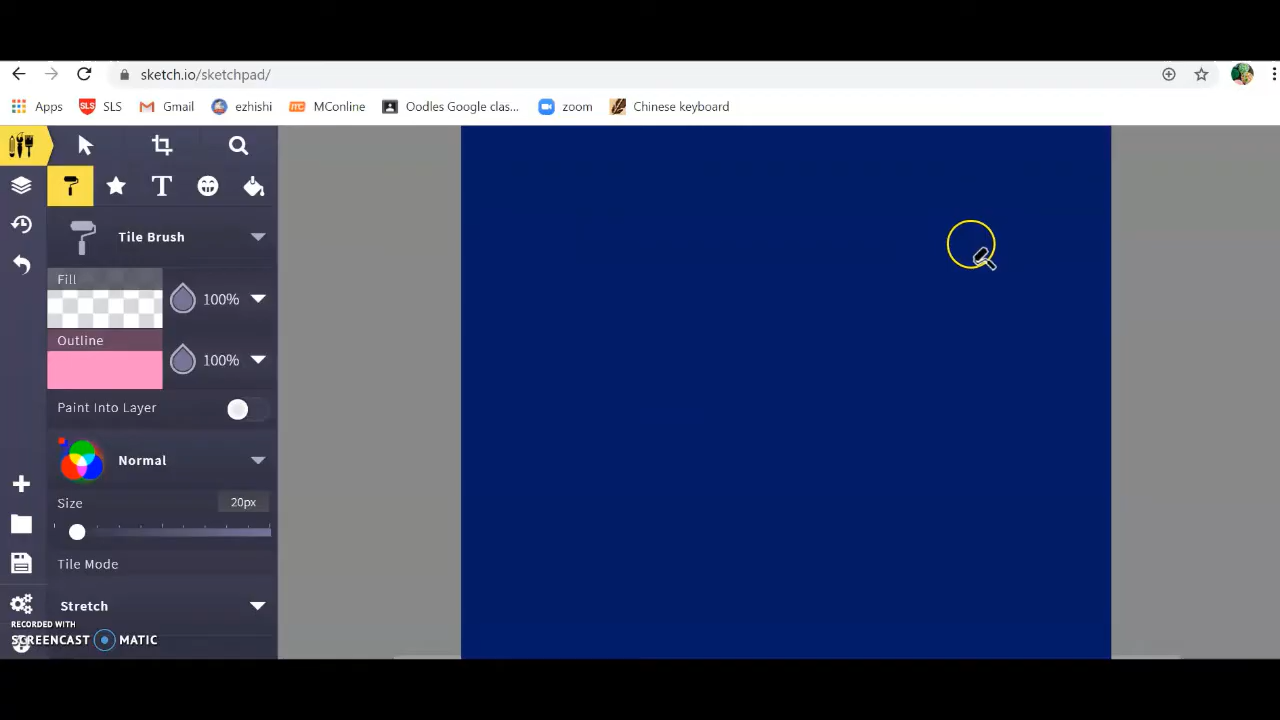 sketch.io/sketchpad/
Apps SLS Gmail ezhishi MConline Oodles Google clas... zoom Chinese keyboard
T
Tile Brush
Fill
100%
Outline
100%
Paint Into Layer
Normal
Size 20px
Tile Mode
Stretch
RECORDED WITH
SCREENCAST MATIC